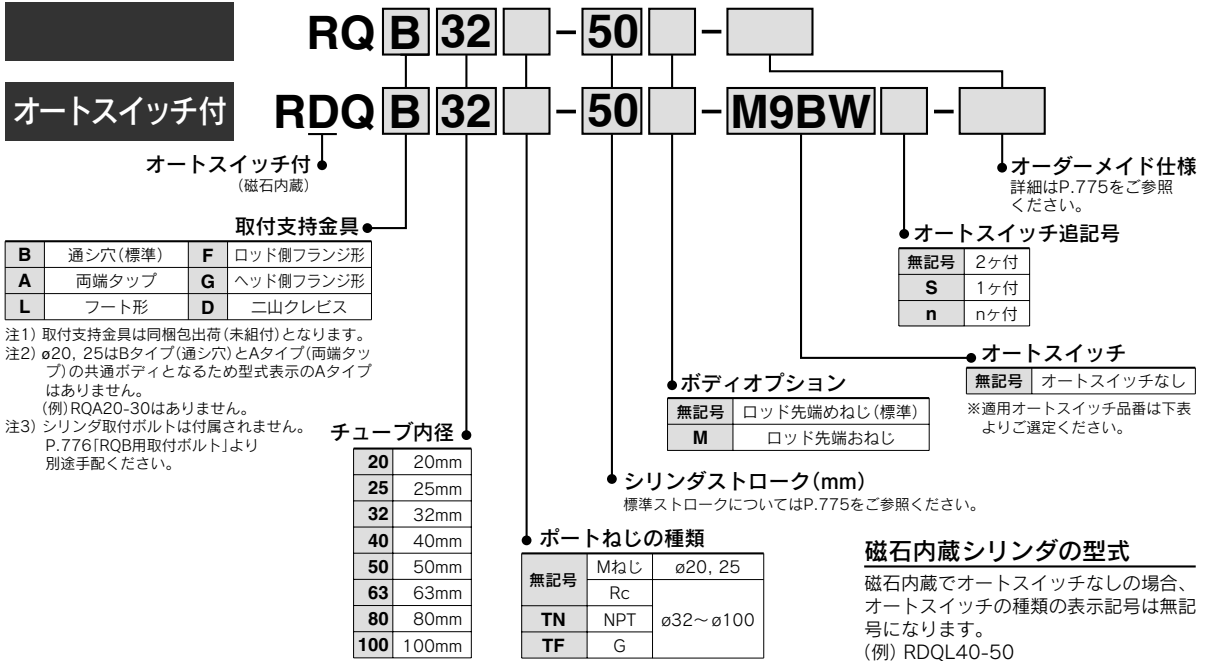 RQ B 32 - 50 -
オートスイッチ付 RDQ B 32 - 50 - M9BW -
オートスイッチ付
(磁石内蔵)
取付支持金具
B 通シ穴(標準) F ロッド側フランジ形
A 両端タップ G ヘッド側フランジ形
L フート形 D 二山クレビス
注1) 取付支持金具は同梱包出荷(未組付)となります。
注2) ø20, 25はBタイプ(通シ穴)とAタイプ(両端タッ
プ)の共通ボディとなるため型式表示のAタイプ
はありません。
(例)RQA20-30はありません。
注3) シリンダ取付ボルトは付属されません。
P.776「RQB用取付ボルト」より
別途手配ください。
チューブ内径
20 20mm
25 25mm
32 32mm
40 40mm
50 50mm
63 63mm
80 80mm
100 100mm
ポートねじの種類
無記号 Mねじ ø20, 25
Rc ø32～ø100
TN NPT
TF G
シリンダストローク(mm)
標準ストロークについてはP.775をご参照ください。
ボディオプション
無記号 ロッド先端めねじ(標準)
M ロッド先端おねじ
オートスイッチ
無記号 オートスイッチなし
※適用オートスイッチ品番は下表
よりご選定ください。
オートスイッチ追記号
無記号 2ヶ付
S 1ヶ付
n nヶ付
オーダーメイド仕様
詳細はP.775をご参照
ください。
磁石内蔵シリンダの型式
磁石内蔵でオートスイッチなしの場合、
オートスイッチの種類の表示記号は無記
号になります。
(例) RDQL40-50